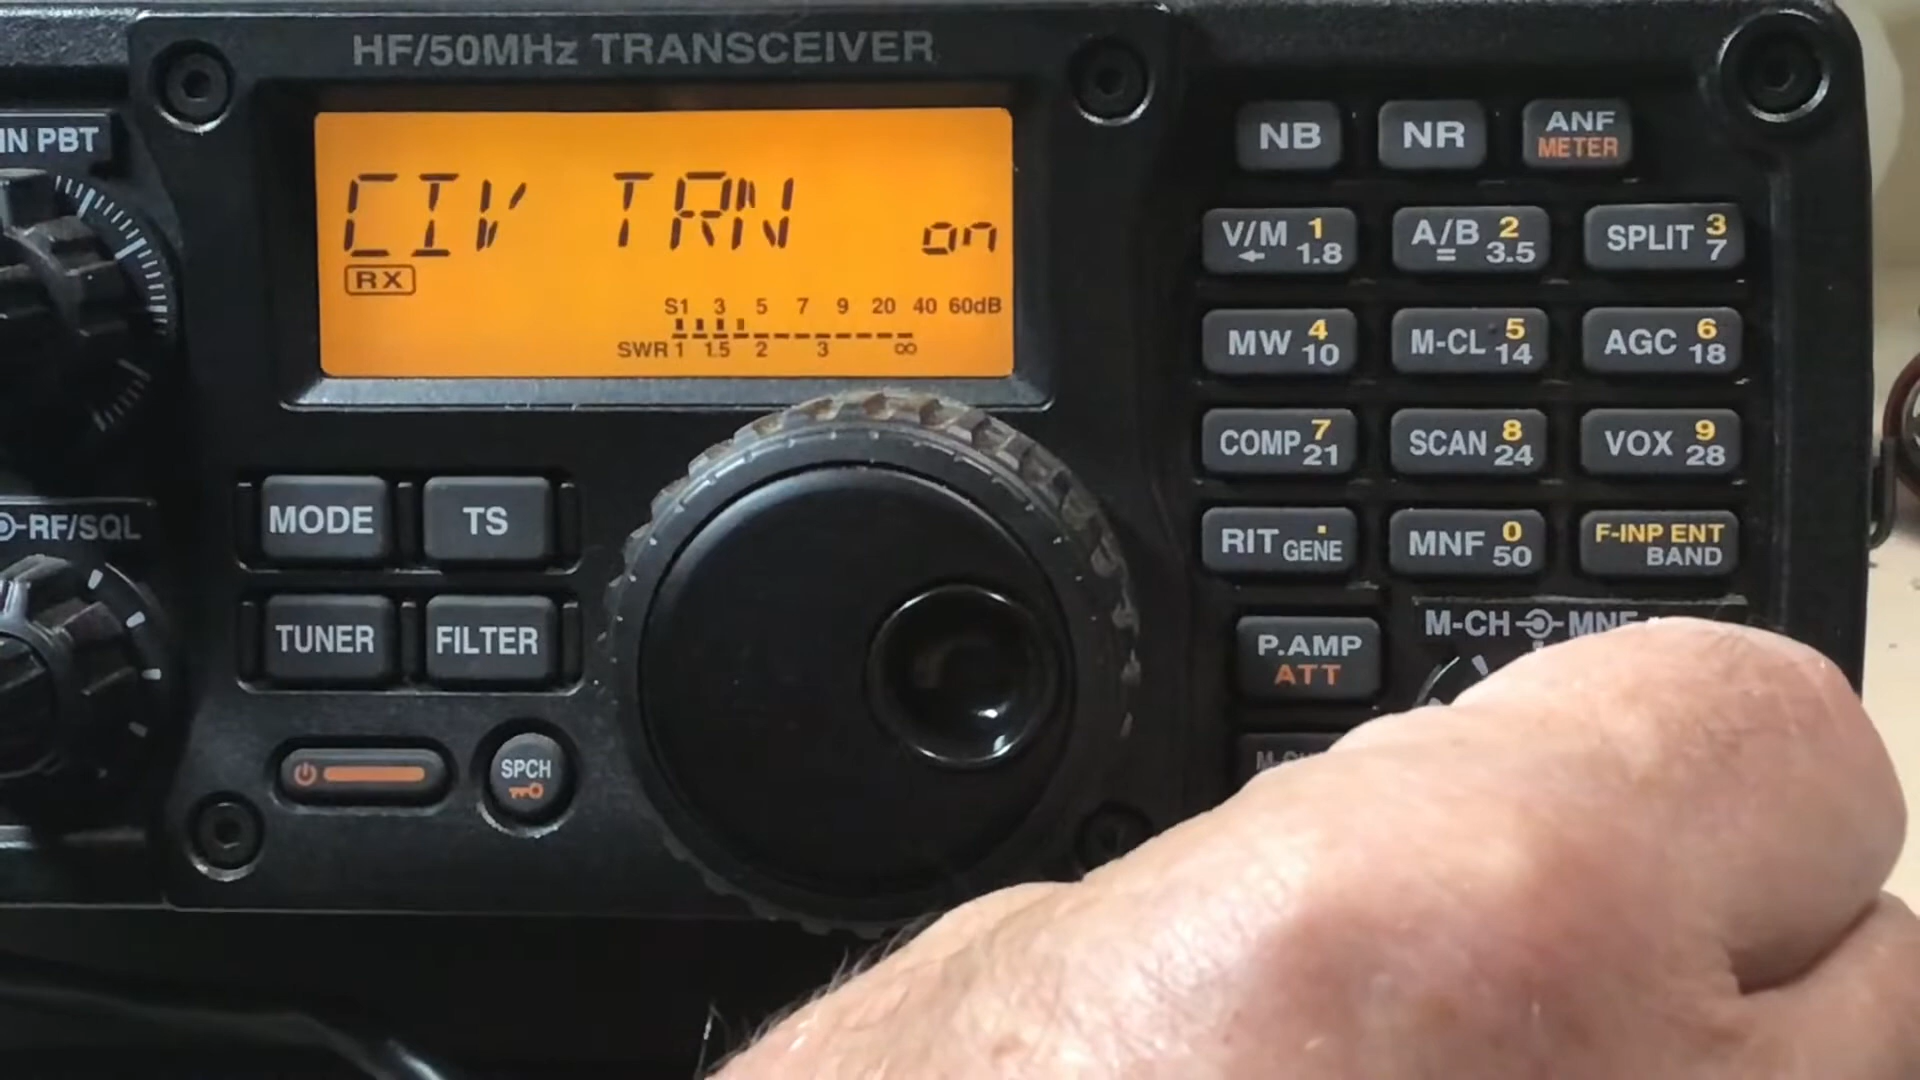 HF/50MHz TRANSCEIVER
IN PBT
CIV TRN on
RX
S1 3 5 7 9 20 40 60dB
SWR 1 1.5 2 3 ∞
NB NR ANF
METER
V/M 1 1.8
A/B = 2 3.5
SPLIT 3 7
MW 4 10
M-CL 5 14
AGC 6 18
COMP 7 21
SCAN 8 24
VOX 9 28
RIT . GENE
MNF 0 50
F-INP ENT
BAND
-RF/SQL
MODE TS
TUNER FILTER
SPCH
P.AMP
ATT
M-CH MNF